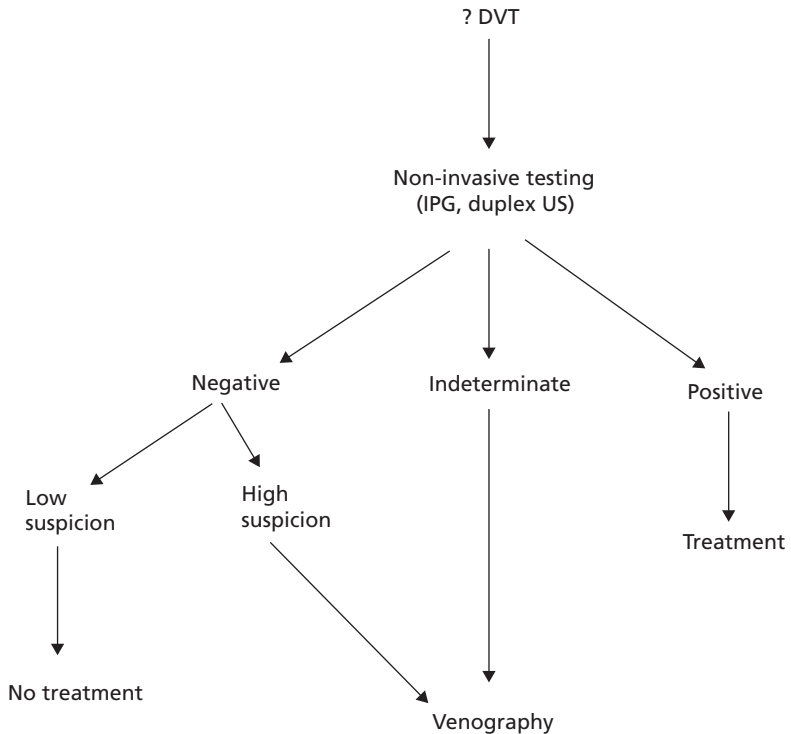 ? DVT
Non-invasive testing
(IPG, duplex US)
Negative
Indeterminate
Positive
Low
suspicion
High
suspicion
Treatment
No treatment
Venography